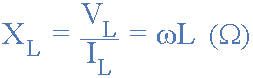 X_L = V_L / I_L = ωL (Ω)